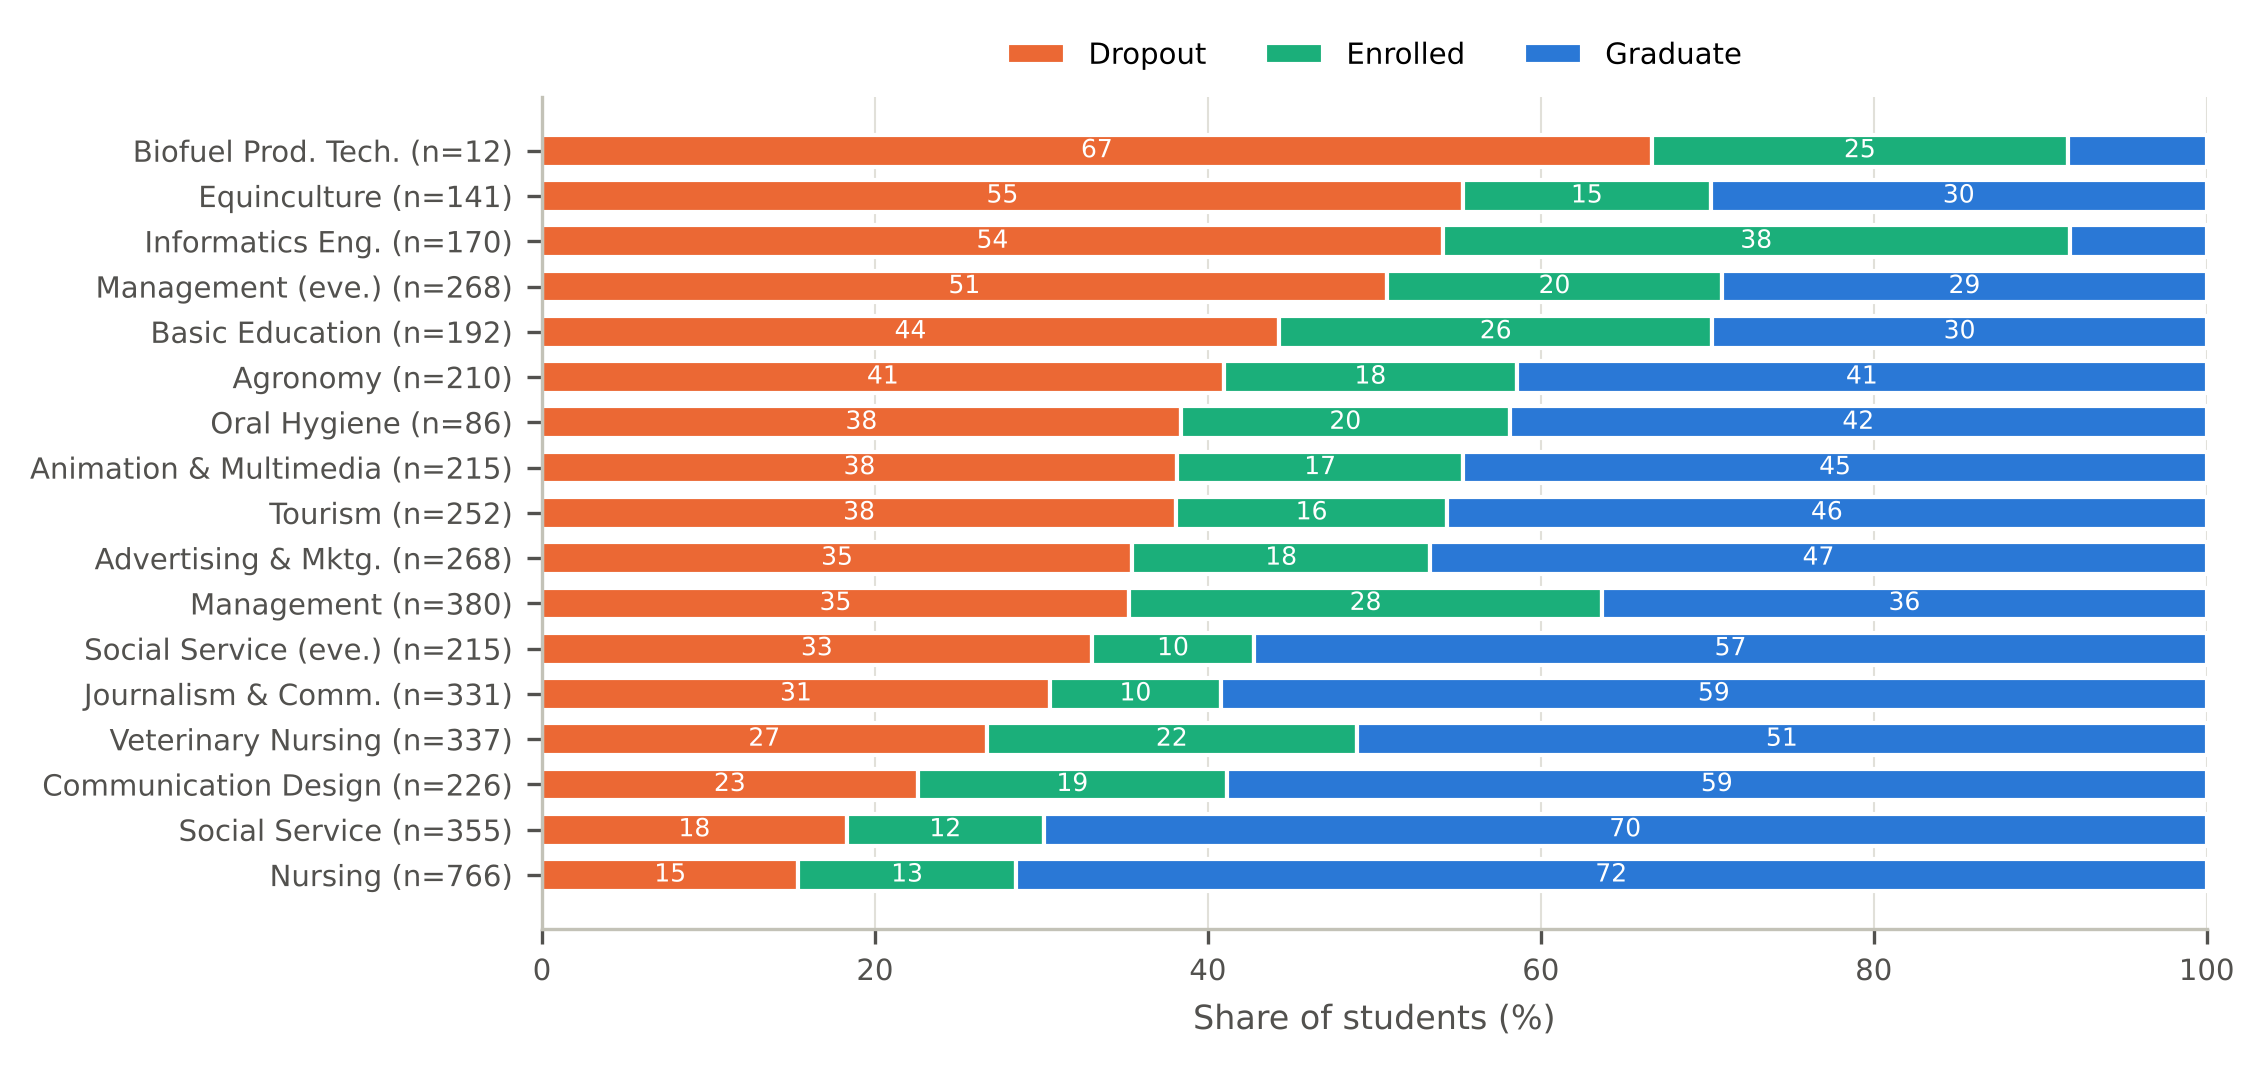 Dropout Enrolled Graduate
Biofuel Prod. Tech. (n=12) 67 25
Equinculture (n=141) 55 15 30
Informatics Eng. (n=170) 54 38
Management (eve.) (n=268) 51 20 29
Basic Education (n=192) 44 26 30
Agronomy (n=210) 41 18 41
Oral Hygiene (n=86) 38 20 42
Animation & Multimedia (n=215) 38 17 45
Tourism (n=252) 38 16 46
Advertising & Mktg. (n=268) 35 18 47
Management (n=380) 35 28 36
Social Service (eve.) (n=215) 33 10 57
Journalism & Comm. (n=331) 31 10 59
Veterinary Nursing (n=337) 27 22 51
Communication Design (n=226) 23 19 59
Social Service (n=355) 18 12 70
Nursing (n=766) 15 13 72
0 20 40 60 80 100
Share of students (%)